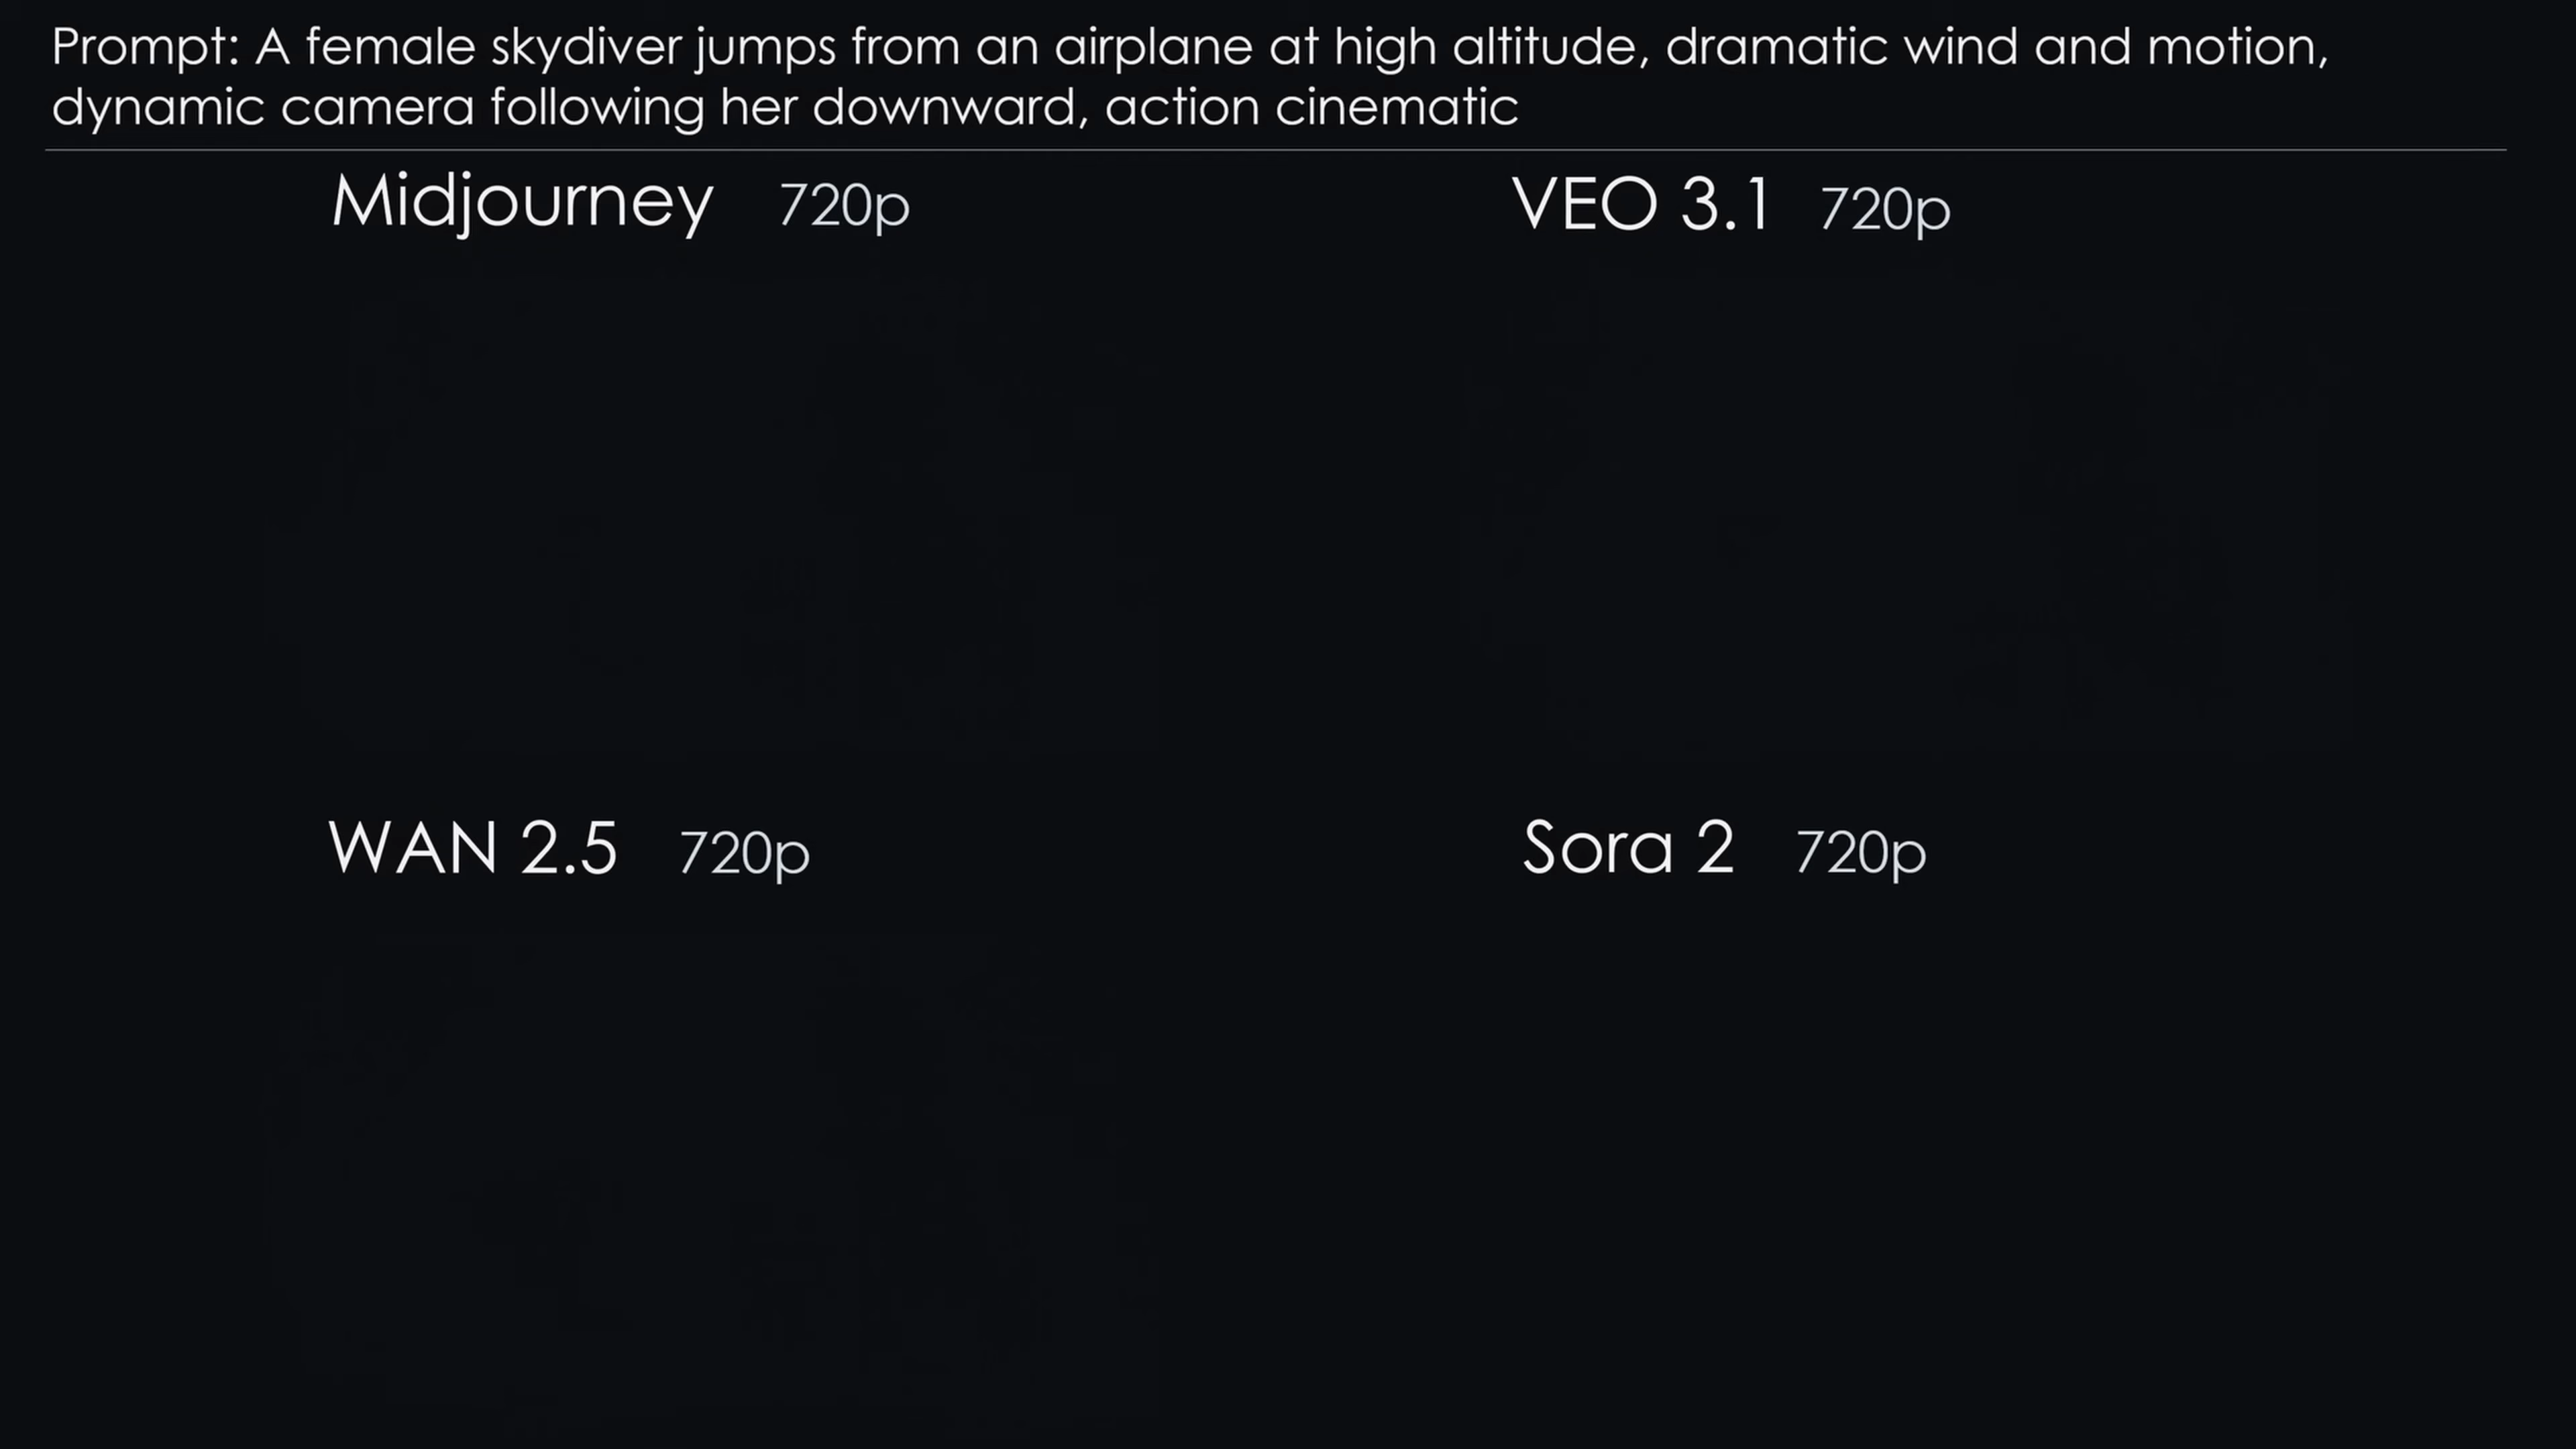 Prompt: A female skydiver jumps from an airplane at high altitude, dramatic wind and motion,
dynamic camera following her downward, action cinematic
Midjourney 720p
VEO 3.1 720p
WAN 2.5 720p
Sora 2 720p